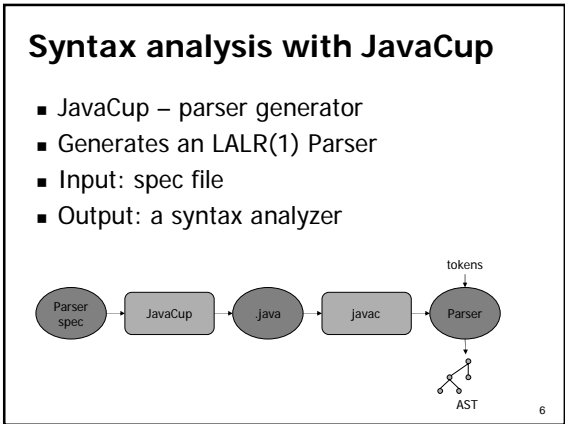 Syntax analysis with JavaCup
▪ JavaCup – parser generator
▪ Generates an LALR(1) Parser
▪ Input: spec file
▪ Output: a syntax analyzer
tokens
Parser
spec
JavaCup
.java
javac
Parser
AST
6